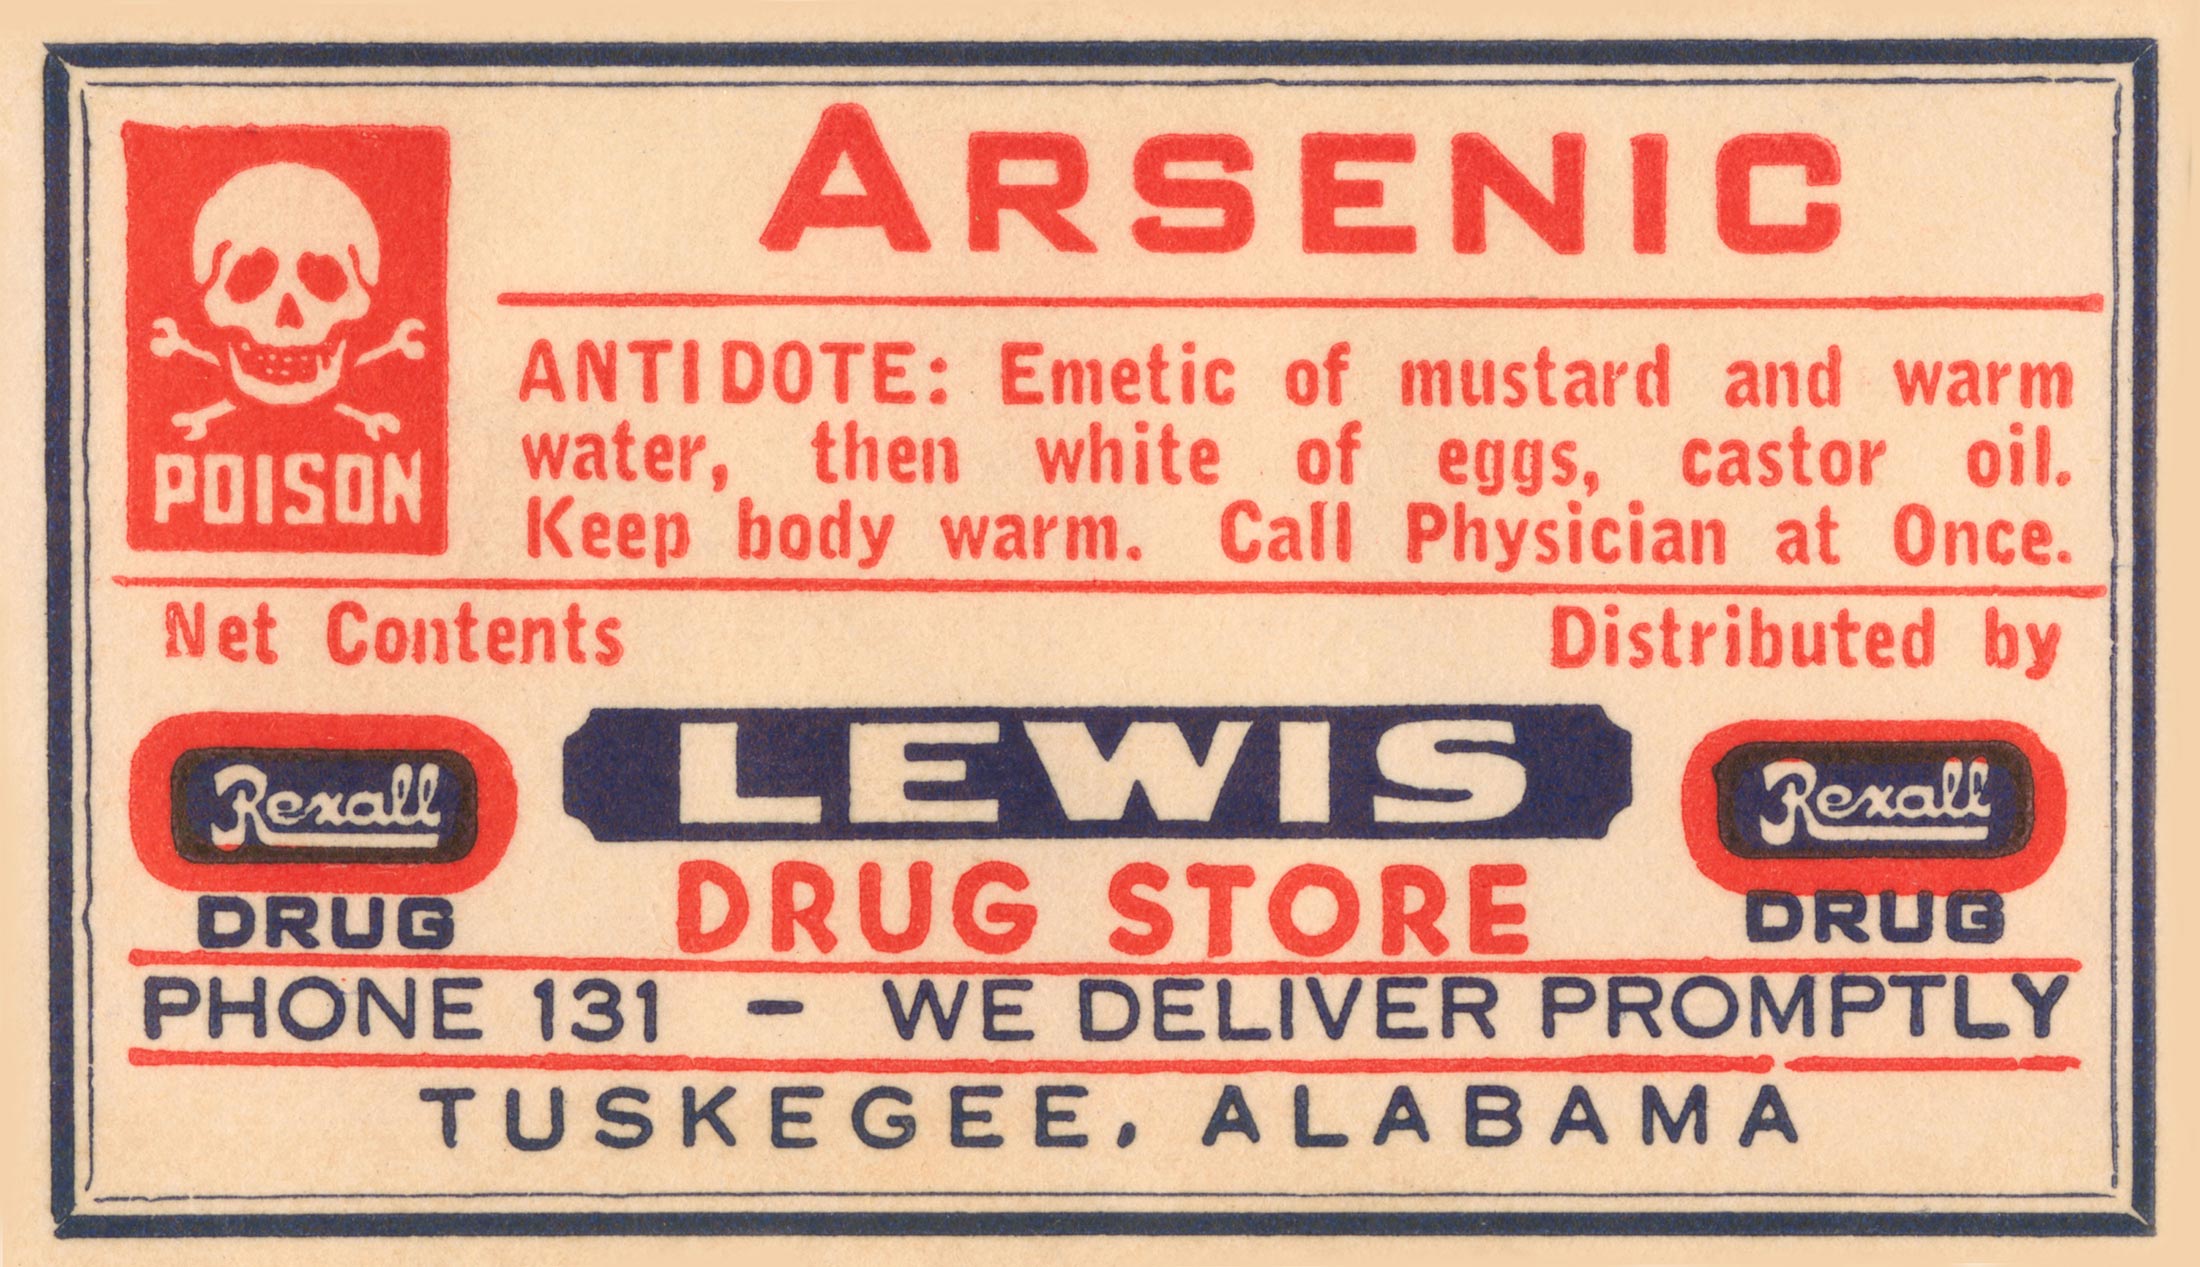 ARSENIC
POISON
ANTIDOTE: Emetic of mustard and warm
water, then white of eggs, castor oil.
Keep body warm. Call Physician at Once.
Net Contents Distributed by
Rexall
DRUG
LEWIS
DRUG STORE
Rexall
DRUG
PHONE 131 - WE DELIVER PROMPTLY
TUSKEGEE, ALABAMA